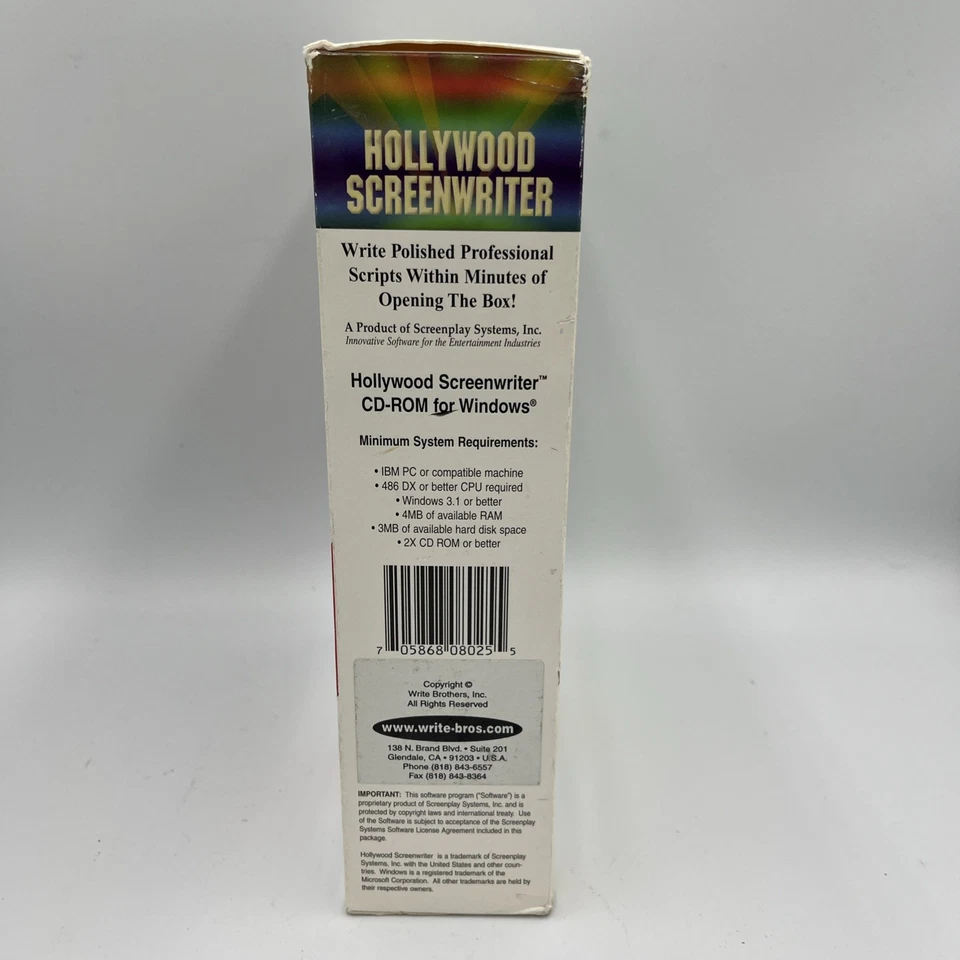 HOLLYWOOD
SCREENWRITER
Write Polished Professional
Scripts Within Minutes of
Opening The Box!
A Product of Screenplay Systems, Inc.
Innovative Software for the Entertainment Industries
Hollywood Screenwriter™
CD-ROM for Windows®
Minimum System Requirements:
• IBM PC or compatible machine
• 486 DX or better CPU required
• Windows 3.1 or better
• 4MB of available RAM
• 3MB of available hard disk space
• 2X CD ROM or better
7 05868 08025 5
Copyright ©
Write Brothers, Inc.
All Rights Reserved
www.write-bros.com
138 N. Brand Blvd. • Suite 201
Glendale, CA • 91203 • U.S.A.
Phone (818) 843-6557
Fax (818) 843-8364
IMPORTANT: This software program ("Software") is a
proprietary product of Screenplay Systems, Inc. and is
protected by copyright laws and international treaty. Use
of the Software is subject to acceptance of the Screenplay
Systems Software License Agreement included in this
package.
Hollywood Screenwriter is a trademark of Screenplay
Systems, Inc. with the United States and other coun-
tries. Windows is a registered trademark of the
Microsoft Corporation. All other trademarks are held by
their respective owners.